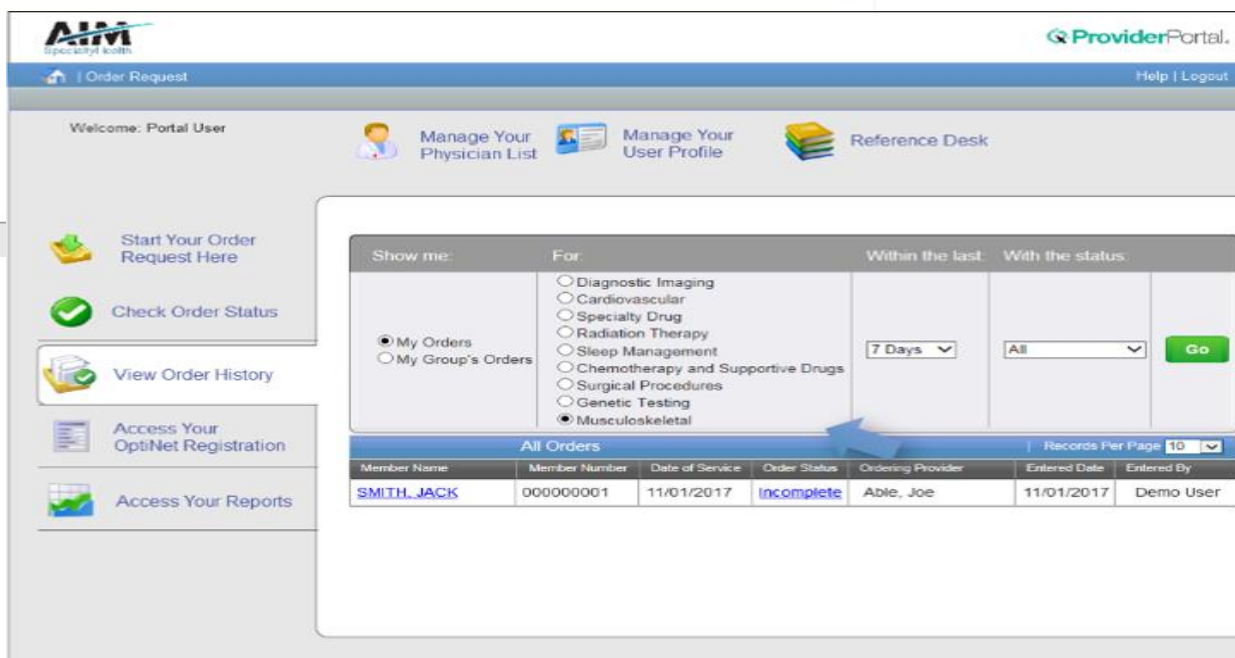 AIM
Specialty Health
ProviderPortal.
| Order Request
Help | Logout
Welcome: Portal User
Manage Your
Physician List
Manage Your
User Profile
Reference Desk
Start Your Order
Request Here
Check Order Status
View Order History
Access Your
OptiNet Registration
Access Your Reports
Show me: For: Within the last: With the status:
My Orders
My Group's Orders
Diagnostic Imaging
Cardiovascular
Specialty Drug
Radiation Therapy
Sleep Management
Chemotherapy and Supportive Drugs
Surgical Procedures
Genetic Testing
Musculoskeletal
7 Days
All
Go
All Orders | Records Per Page 10
Member Name Member Number Date of Service Order Status Ordering Provider Entered Date Entered By
SMITH, JACK 000000001 11/01/2017 Incomplete Able, Joe 11/01/2017 Demo User